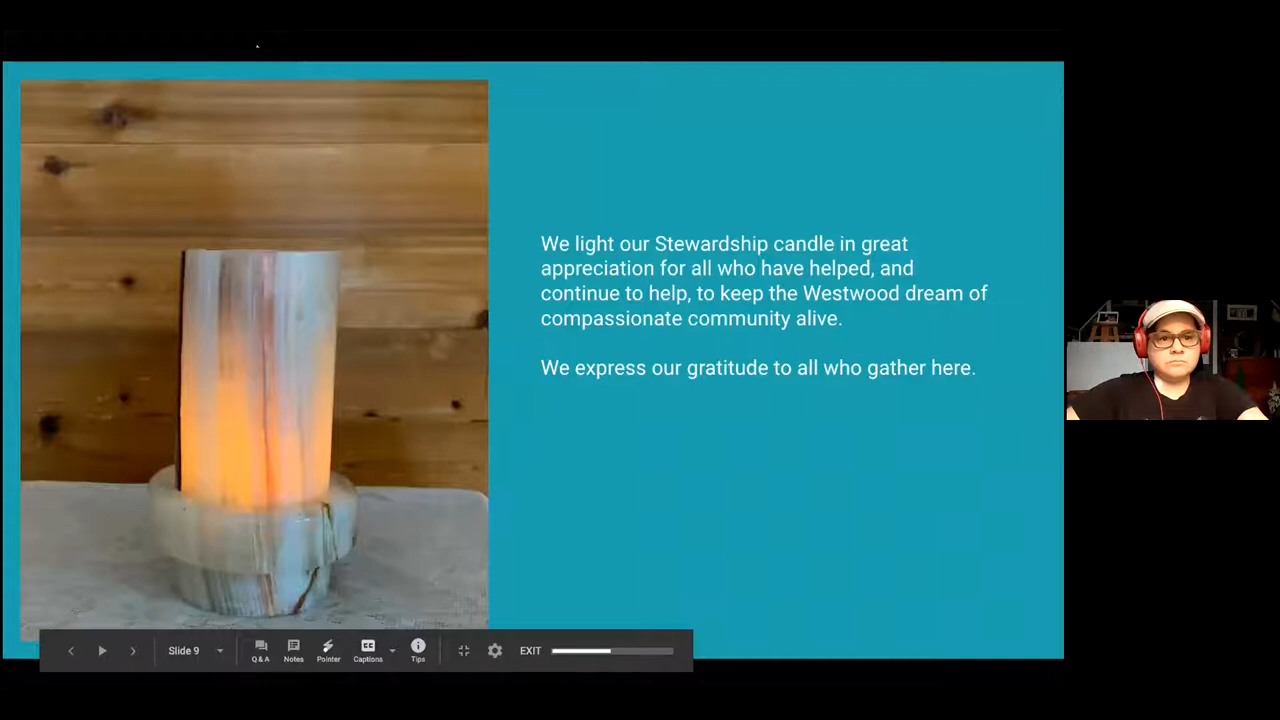 We light our Stewardship candle in great
appreciation for all who have helped, and
continue to help, to keep the Westwood dream of
compassionate community alive.
We express our gratitude to all who gather here.
Slide 9
Q & A
Notes
Pointer
CC
Captions
Tips
EXIT